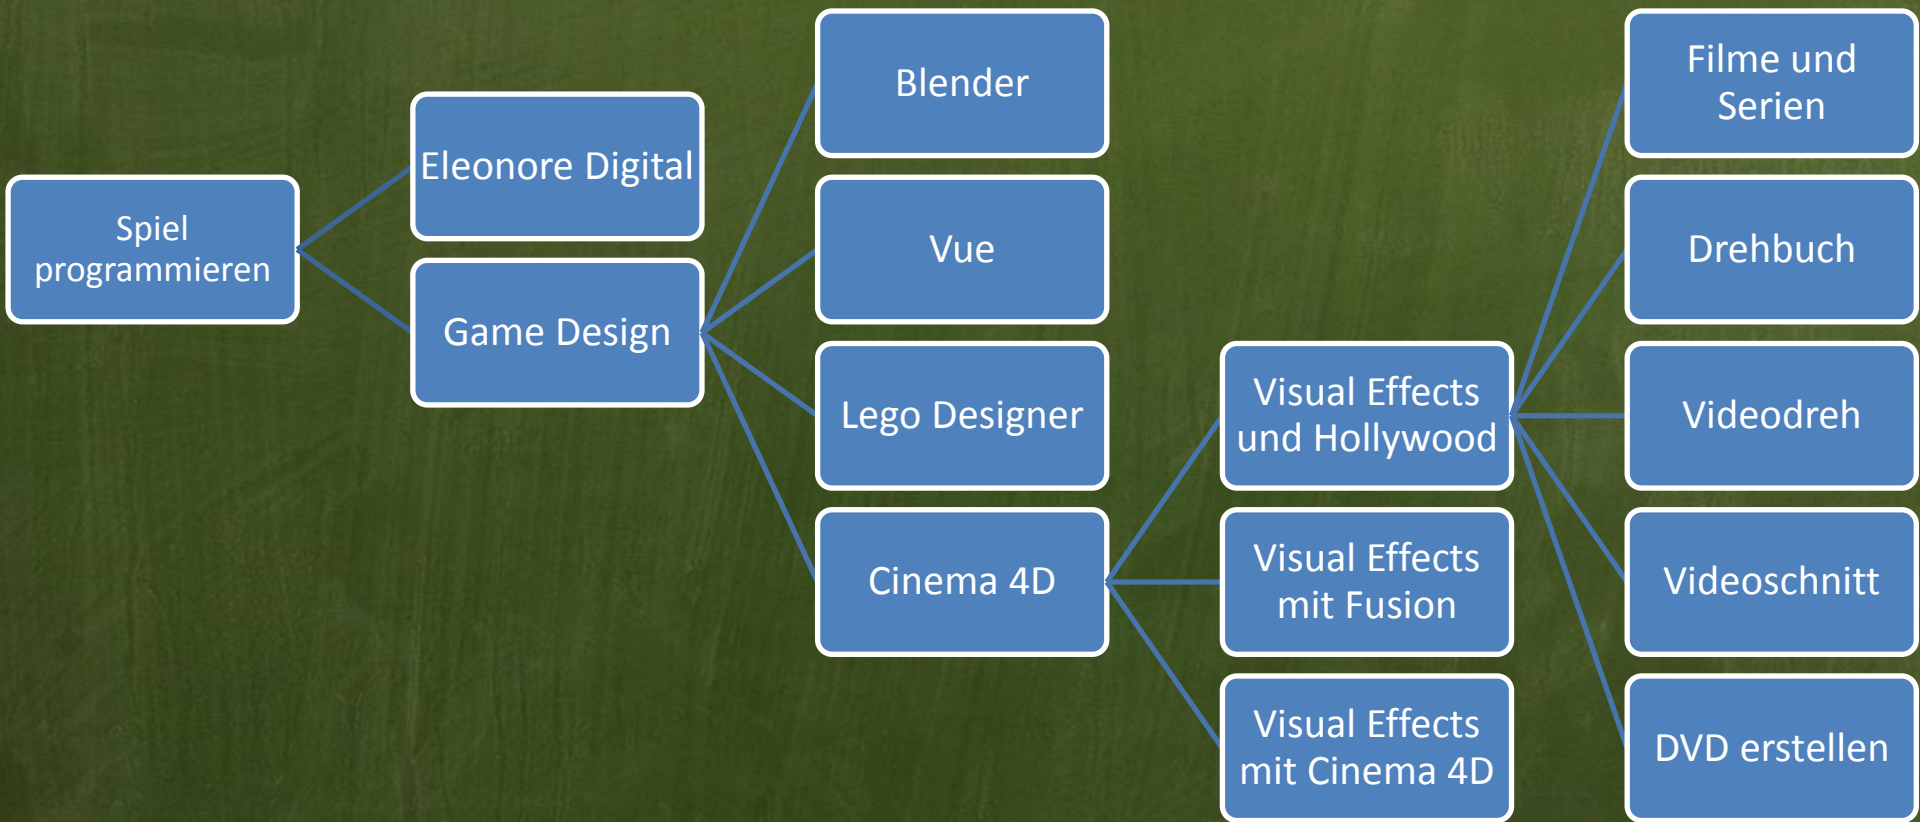 Spiel
programmieren
Eleonore Digital
Game Design
Blender
Vue
Lego Designer
Cinema 4D
Visual Effects
und Hollywood
Visual Effects
mit Fusion
Visual Effects
mit Cinema 4D
Filme und
Serien
Drehbuch
Videodreh
Videoschnitt
DVD erstellen